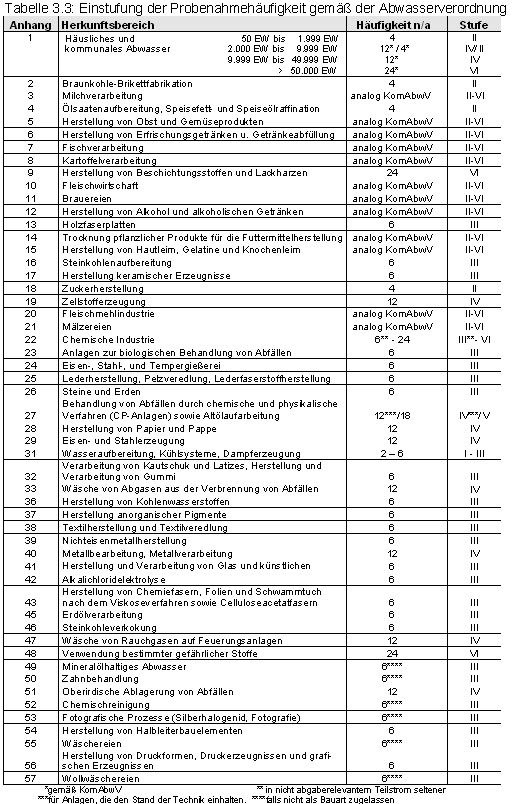 Tabelle 3.3: Einstufung der Probenahmehäufigkeit gemäß der Abwasserverordnung
Anhang Herkunftsbereich Häufigkeit n/a Stufe
1 Häusliches und 50 EW bis 1.999 EW 4 II
kommunales Abwasser 2.000 EW bis 9.999 EW 12* / 4* IV/ II
9.999 EW bis 49.999 EW 12* IV
> 50.000 EW 24* VI
2 Braunkohle-Brikettfabrikation 4 II
3 Milchverarbeitung analog KomAbwV II-VI
4 Ölsaatenaufbereitung, Speisefett- und Speiseölraffination 4 II
5 Herstellung von Obst und Gemüseprodukten analog KomAbwV II-VI
6 Herstellung von Erfrischungsgetränken u. Getränkeabfüllung analog KomAbwV II-VI
7 Fischverarbeitung analog KomAbwV II-VI
8 Kartoffelverarbeitung analog KomAbwV II-VI
9 Herstellung von Beschichtungsstoffen und Lackharzen 24 VI
10 Fleischwirtschaft analog KomAbwV II-VI
11 Brauereien analog KomAbwV II-VI
12 Herstellung von Alkohol und alkoholischen Getränken analog KomAbwV II-VI
13 Holzfaserplatten 6 III
14 Trocknung pflanzlicher Produkte für die Futtermittelherstellung analog KomAbwV II-VI
15 Herstellung von Hautleim, Gelatine und Knochenleim analog KomAbwV II-VI
16 Steinkohlenaufbereitung 6 III
17 Herstellung keramischer Erzeugnisse 6 III
18 Zuckerherstellung 4 II
19 Zellstofferzeugung 12 IV
20 Fleischmehlindustrie analog KomAbwV II-VI
21 Mälzereien analog KomAbwV II-VI
22 Chemische Industrie 6** - 24 III**- VI
23 Anlagen zur biologischen Behandlung von Abfällen 6 III
24 Eisen-, Stahl-, und Tempergießerei 6 III
25 Lederherstellung, Pelzveredlung, Lederfaserstoffherstellung 6 III
26 Steine und Erden 6 III
Behandlung von Abfällen durch chemische und physikalische
27 Verfahren (CP-Anlagen) sowie Altölaufarbeitung 12***/18 IV***/ V
28 Herstellung von Papier und Pappe 12 IV
29 Eisen- und Stahlerzeugung 12 IV
31 Wasseraufbereitung, Kühlsysteme, Dampferzeugung 2 – 6 I - III
Verarbeitung von Kautschuk und Latizes, Herstellung und
32 Verarbeitung von Gummi 6 III
33 Wäsche von Abgasen aus der Verbrennung von Abfällen 12 IV
36 Herstellung von Kohlenwasserstoffen 6 III
37 Herstellung anorganischer Pigmente 6 III
38 Textilherstellung und Textilveredlung 6 III
39 Nichteisenmetallherstellung 6 III
40 Metallbearbeitung, Metallverarbeitung 12 IV
41 Herstellung und Verarbeitung von Glas und künstlichen 6 III
42 Alkalichloridelektrolyse 6 III
Herstellung von Chemiefasern, Folien und Schwammtuch
43 nach dem Viskoseverfahren sowie Celluloseacetatfasern 6 III
45 Erdölverarbeitung 6 III
46 Steinkohleverkokung 6 III
47 Wäsche von Rauchgasen auf Feuerungsanlagen 12 IV
48 Verwendung bestimmter gefährlicher Stoffe 24 VI
49 Mineralölhaltiges Abwasser 6**** III
50 Zahnbehandlung 6**** III
51 Oberirdische Ablagerung von Abfällen 12 IV
52 Chemischreinigung 6**** III
53 Fotografische Prozesse (Silberhalogenid, Fotografie) 6**** III
54 Herstellung von Halbleiterbauelementen 6 III
55 Wäschereien 6**** III
Herstellung von Druckformen, Druckerzeugnissen und grafi-
56 schen Erzeugnissen 6 III
57 Wollwäschereien 6**** III
*gemäß KomAbwV ** in nicht abgaberelevantem Teilstrom seltener
***für Anlagen, die den Stand der Technik einhalten. ****falls nicht als Bauart zugelassen